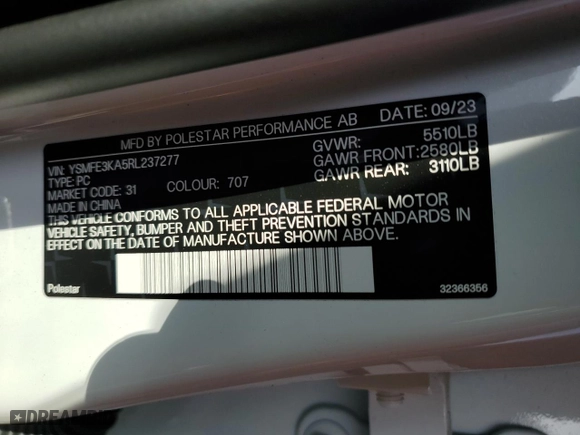 MFD BY POLESTAR PERFORMANCE AB DATE: 09/23
VIN: YSMFE3KA5RL237277 GVWR: 5510LB
TYPE: PC GAWR FRONT: 2580LB
MARKET CODE: 31 COLOUR: 707 GAWR REAR: 3110LB
MADE IN CHINA
THIS VEHICLE CONFORMS TO ALL APPLICABLE FEDERAL MOTOR
VEHICLE SAFETY, BUMPER AND THEFT PREVENTION STANDARDS IN
EFFECT ON THE DATE OF MANUFACTURE SHOWN ABOVE.
Polestar 32366356